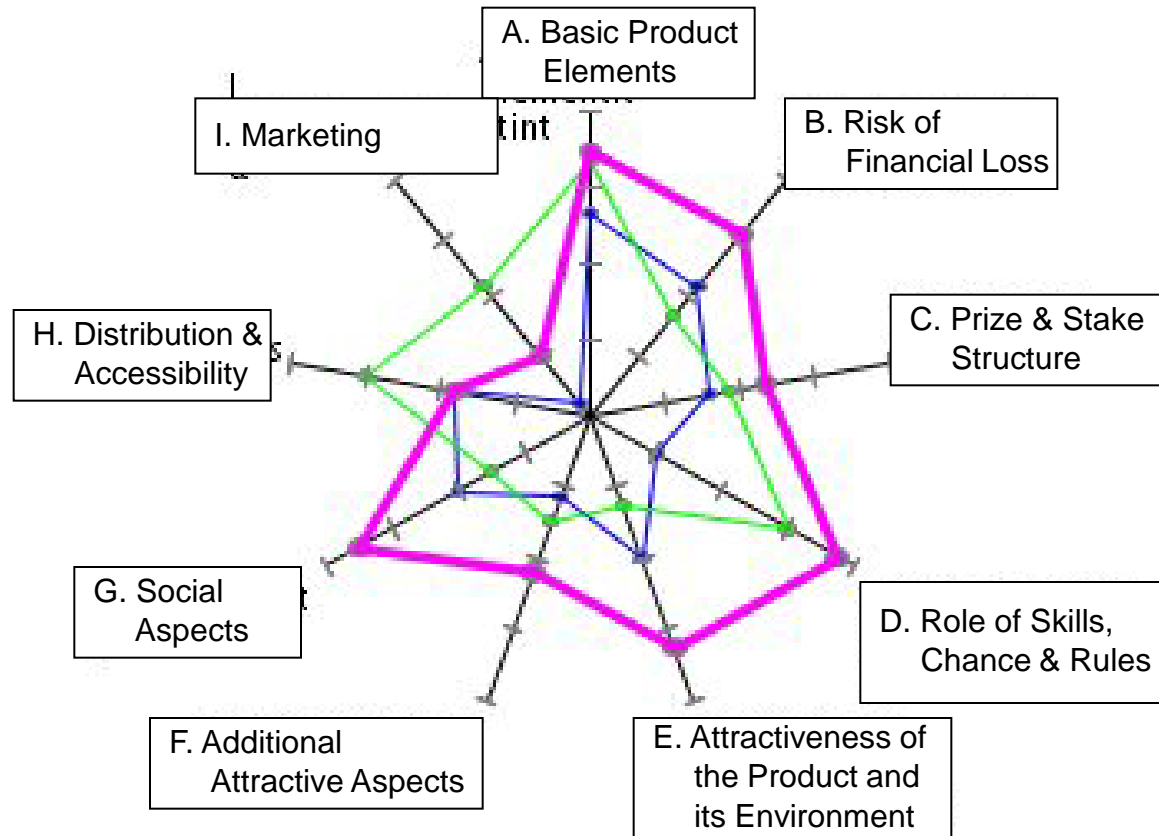 A. Basic Product
Elements
tint
I. Marketing
B. Risk of
Financial Loss
H. Distribution &
Accessibility
C. Prize & Stake
Structure
G. Social
Aspects
D. Role of Skills,
Chance & Rules
F. Additional
Attractive Aspects
E. Attractiveness of
the Product and
its Environment